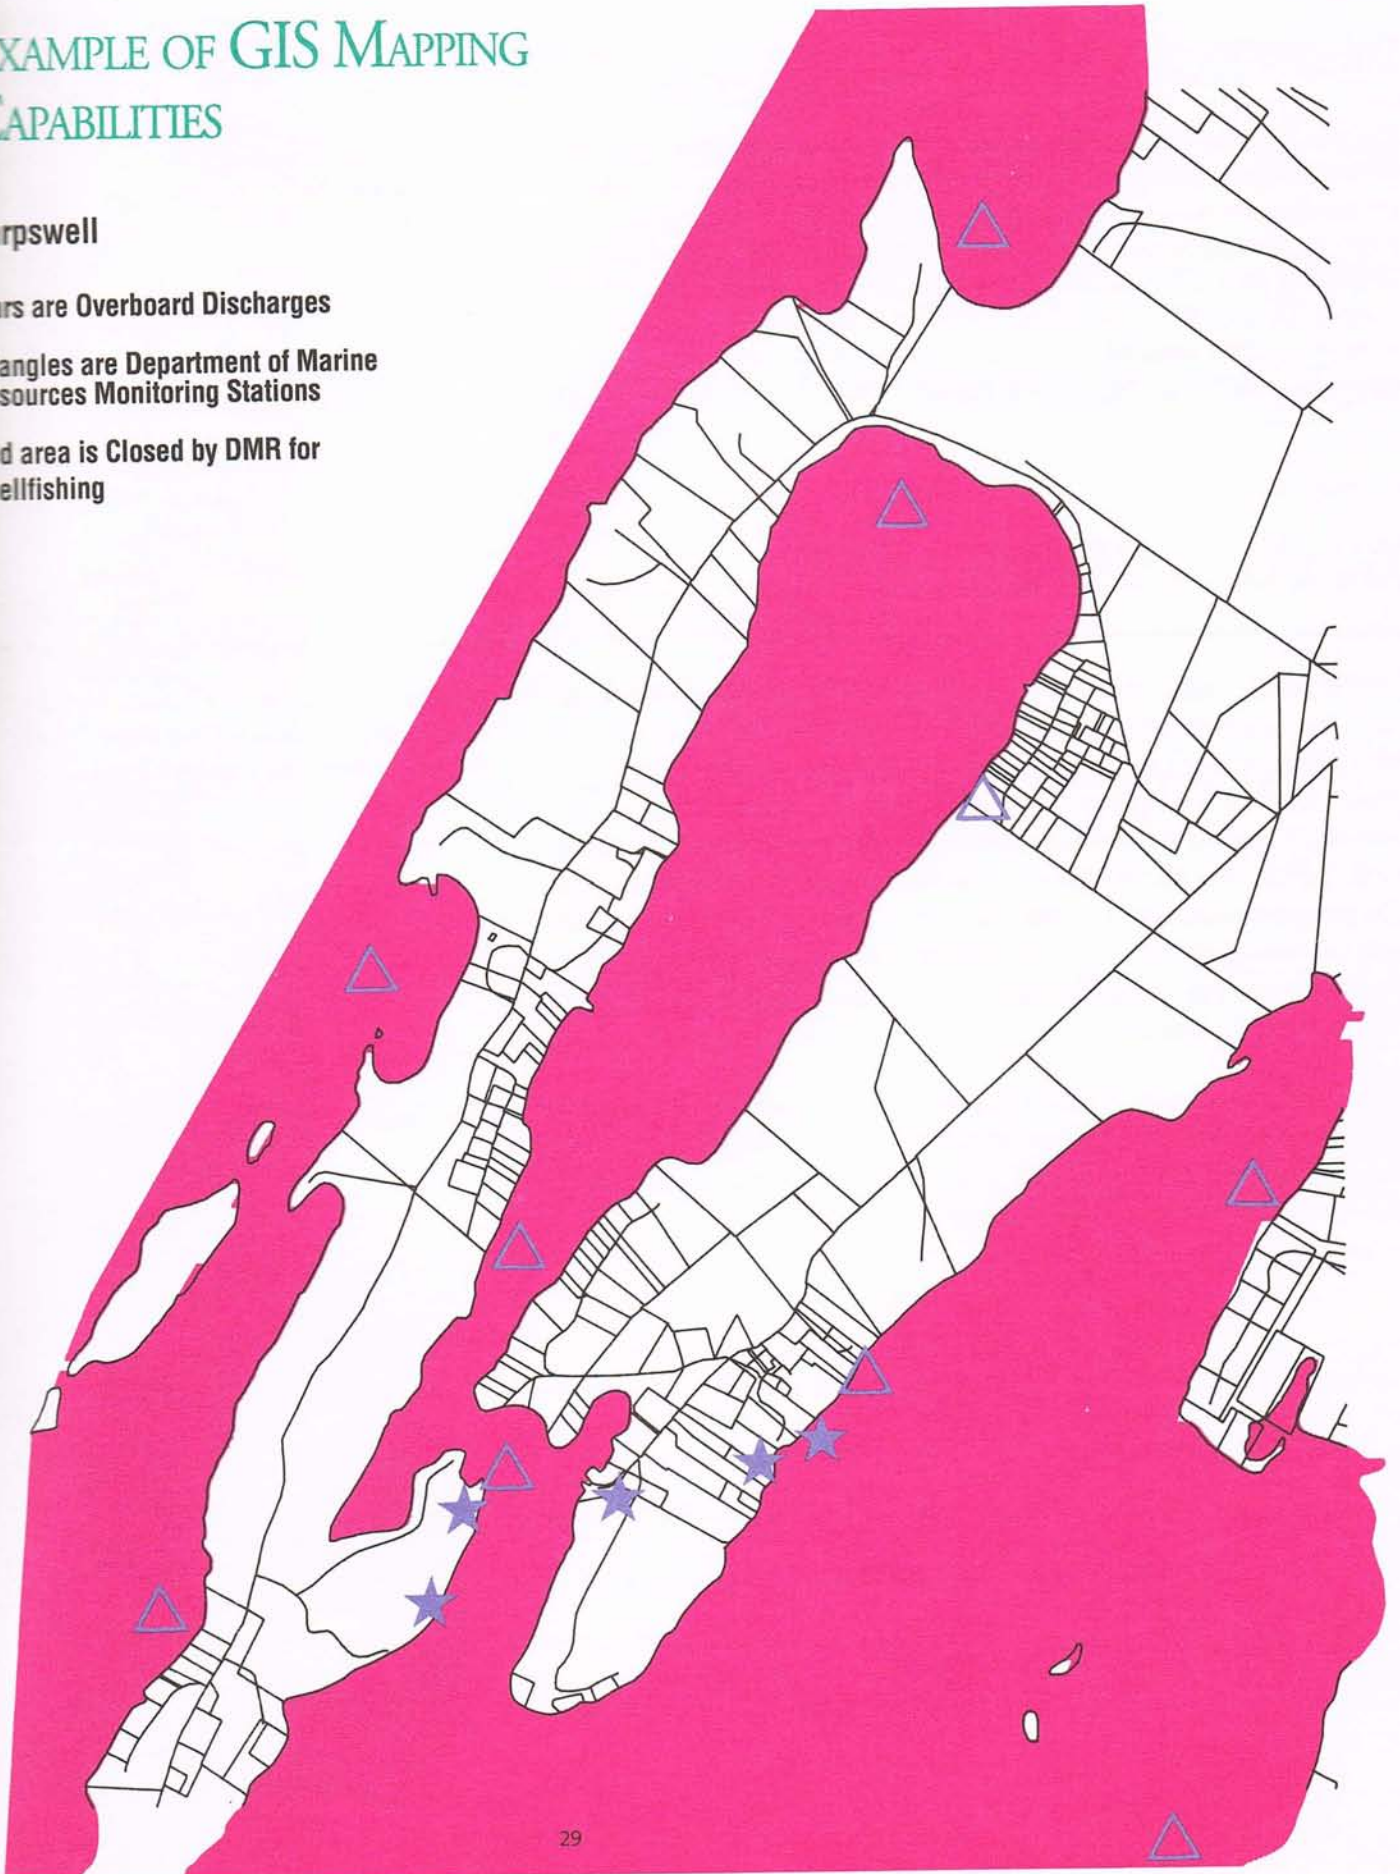 XAMPLE OF GIS MAPPING
APABILITIES
rpswell
rs are Overboard Discharges
angles are Department of Marine
sources Monitoring Stations
d area is Closed by DMR for
ellfishing
29